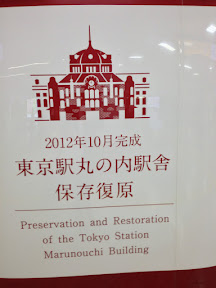 2012年10月完成
東京駅丸の内駅舎
保存復原
Preservation and Restoration
of the Tokyo Station
Marunouchi Building